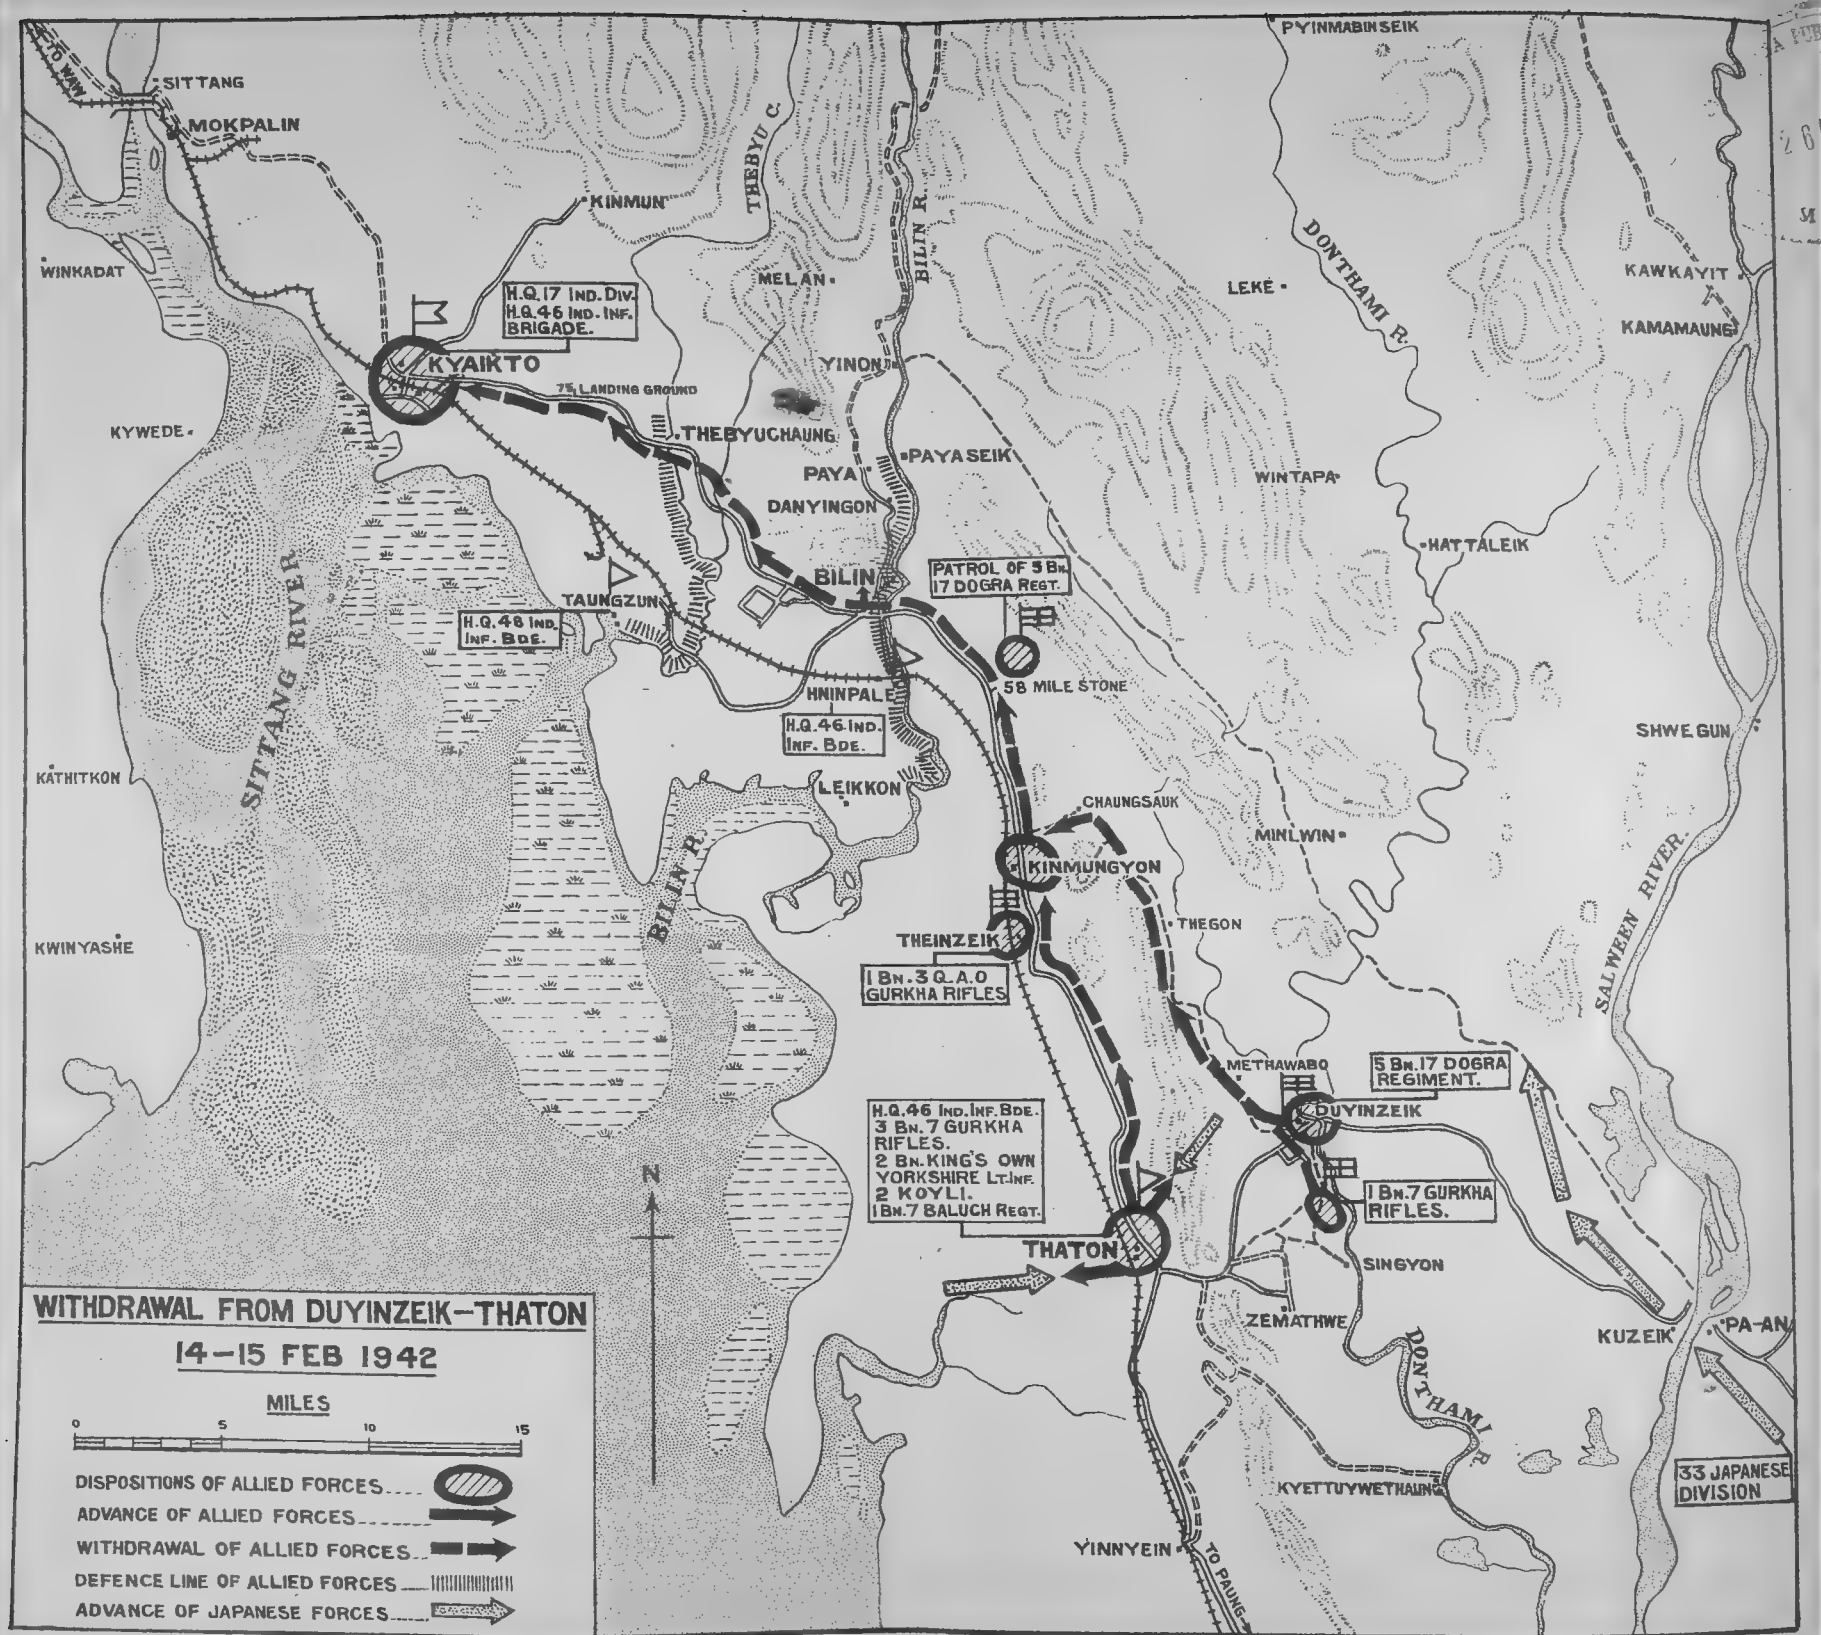 TO WAW
SITTANG
MOKPALIN
PYINMABINSEIK
KINMUN
THEBYU C.
BILIN R.
DONTHAMI R.
WINKADAT
MELAN
LEKE
KAWKAYIT
KAMAMAUNG
H.Q. 17 IND. DIV.
H.Q. 46 IND. INF.
BRIGADE.
KYAIKTO
LANDING GROUND
YINON
KYWEDE
THEBYUCHAUNG
PAYASEIK
PAYA
DANYINGON
WINTAPA
HATTALEIK
SITTANG RIVER
BILIN
PATROL OF 5 BN.
17 DOGRA REGT.
TAUNGZUN
H.Q. 48 IND.
INF. BDE.
58 MILE STONE
HNINPALE
H.Q. 46 IND.
INF. BDE.
SHWEGUN
KATHITKON
LEIKKON
CHAUNGSAUK
MINLWIN
BILIN R.
KINMUNGYON
SALWEEN RIVER.
THEGON
KWINYASHE
THEINZEIK
1 BN. 3 Q.A.O
GURKHA RIFLES
METHAWABO
5 BN. 17 DOGRA
REGIMENT.
DUYINZEIK
H.Q. 46 IND. INF. BDE.
3 BN. 7 GURKHA
RIFLES.
2 BN. KING'S OWN
YORKSHIRE LT. INF.
2 KOYLI.
1 BN. 7 BALUCH REGT.
N
1 BN. 7 GURKHA
RIFLES.
THATON
SINGYON
ZEMATHWE
KUZEIK
PA-AN
DONTHAMI R.
33 JAPANESE
DIVISION
KYETTUYWETHAUNG
YINNYEIN
TO PAUNG
WITHDRAWAL FROM DUYINZEIK–THATON
14–15 FEB 1942
MILES
0 5 10 15
DISPOSITIONS OF ALLIED FORCES
ADVANCE OF ALLIED FORCES
WITHDRAWAL OF ALLIED FORCES
DEFENCE LINE OF ALLIED FORCES
ADVANCE OF JAPANESE FORCES